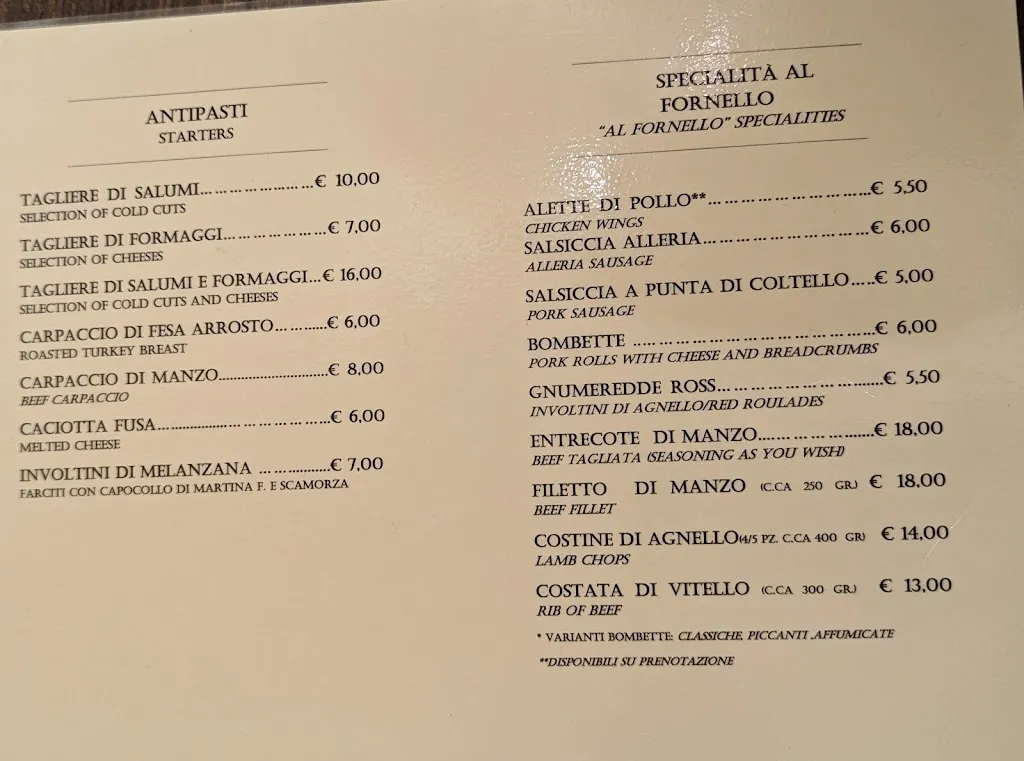 ANTIPASTI
STARTERS
TAGLIERE DI SALUMI……………………€ 10,00
SELECTION OF COLD CUTS
TAGLIERE DI FORMAGGI…………………€ 7,00
SELECTION OF CHEESES
TAGLIERE DI SALUMI E FORMAGGI…€ 16,00
SELECTION OF COLD CUTS AND CHEESES
CARPACCIO DI FESA ARROSTO…………€ 6,00
ROASTED TURKEY BREAST
CARPACCIO DI MANZO..............................€ 8,00
BEEF CARPACCIO
CACIOTTA FUSA……………………………€ 6,00
MELTED CHEESE
INVOLTINI DI MELANZANA ……...........€ 7,00
FARCITI CON CAPOCOLLO DI MARTINA F. E SCAMORZA
SPECIALITÀ AL
FORNELLO
"AL FORNELLO" SPECIALITIES
ALETTE DI POLLO**…………………………€ 5,50
CHICKEN WINGS
SALSICCIA ALLERIA…………………………€ 6,00
ALLERIA SAUSAGE
SALSICCIA A PUNTA DI COLTELLO…..€ 5,00
PORK SAUSAGE
BOMBETTE ……………………………………€ 6,00
PORK ROLLS WITH CHEESE AND BREADCRUMBS
GNUMEREDDE ROSS…………………….......€ 5,50
INVOLTINI DI AGNELLO/RED ROULADES
ENTRECOTE DI MANZO....………….......€ 18,00
BEEF TAGLIATA (SEASONING AS YOU WISH)
FILETTO DI MANZO (C.CA 250 GR.) € 18,00
BEEF FILLET
COSTINE DI AGNELLO(4/5 PZ. C.CA 400 GR) € 14,00
LAMB CHOPS
COSTATA DI VITELLO (C.CA 300 GR.) € 13,00
RIB OF BEEF
* VARIANTI BOMBETTE: CLASSICHE, PICCANTI ,AFFUMICATE
**DISPONIBILI SU PRENOTAZIONE